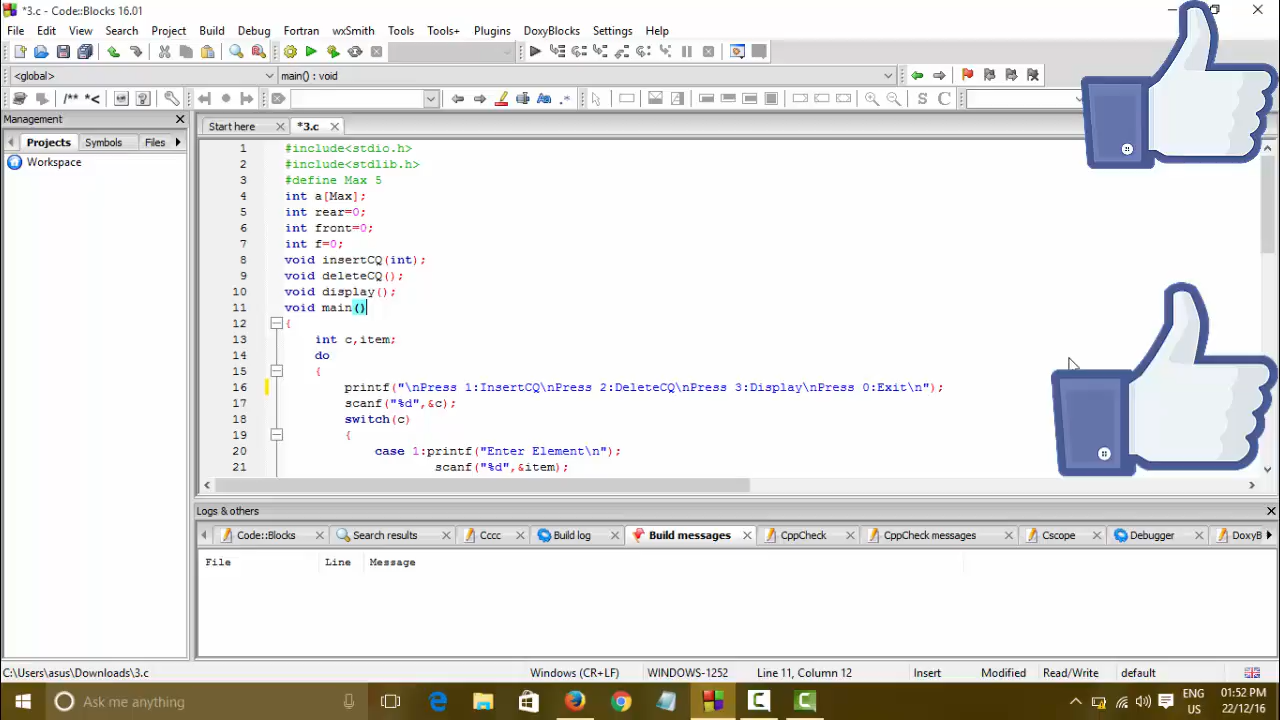 *3.c - Code::Blocks 16.01
File Edit View Search Project Build Debug Fortran wxSmith Tools Tools+ Plugins DoxyBlocks Settings Help
<global> main() : void
/** *< S C
Management
Start here *3.c
Projects Symbols Files
Workspace
1 #include<stdio.h>
2 #include<stdlib.h>
3 #define Max 5
4 int a[Max];
5 int rear=0;
6 int front=0;
7 int f=0;
8 void insertCQ(int);
9 void deleteCQ();
10 void display();
11 void main()
12 {
13 int c,item;
14 do
15 {
16 printf("\nPress 1:InsertCQ\nPress 2:DeleteCQ\nPress 3:Display\nPress 0:Exit\n");
17 scanf("%d",&c);
18 switch(c)
19 {
20 case 1:printf("Enter Element\n");
21 scanf("%d",&item);
Logs & others
Code::Blocks Search results Cccc Build log Build messages CppCheck CppCheck messages Cscope Debugger DoxyB
File Line Message
C:\Users\asus\Downloads\3.c Windows (CR+LF) WINDOWS-1252 Line 11, Column 12 Insert Modified Read/Write default
Ask me anything
ENG
US
01:52 PM
22/12/16